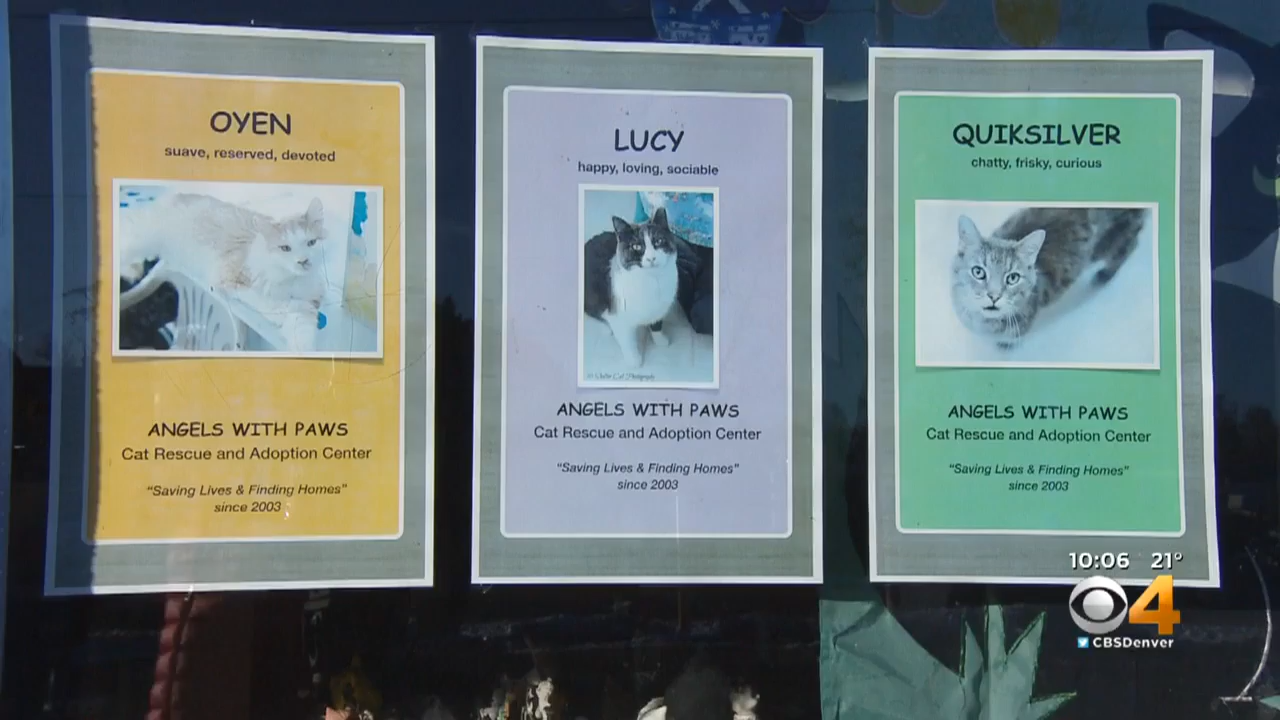 OYEN
suave, reserved, devoted
ANGELS WITH PAWS
Cat Rescue and Adoption Center
“Saving Lives & Finding Homes”
since 2003
LUCY
happy, loving, sociable
ANGELS WITH PAWS
Cat Rescue and Adoption Center
“Saving Lives & Finding Homes”
since 2003
QUIKSILVER
chatty, frisky, curious
ANGELS WITH PAWS
Cat Rescue and Adoption Center
“Saving Lives & Finding Homes”
since 2003
10:06 21°
4
CBSDenver